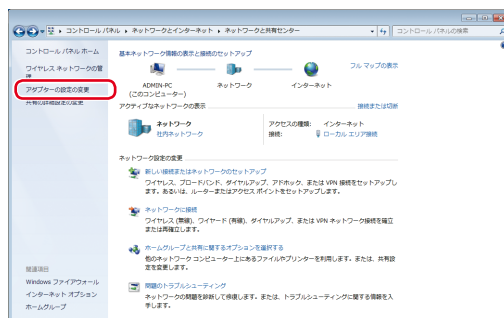 コントロール パネル ▸ ネットワークとインターネット ▸ ネットワークと共有センター
コントロール パネルの検索
コントロール パネル ホーム
ワイヤレス ネットワークの管理
アダプターの設定の変更
共有の詳細設定の変更
基本ネットワーク情報の表示と接続のセットアップ
フル マップの表示
ADMIN-PC
(このコンピューター)
ネットワーク
インターネット
アクティブなネットワークの表示
接続または切断
ネットワーク
社内ネットワーク
アクセスの種類: インターネット
接続: ローカル エリア接続
ネットワーク設定の変更
新しい接続またはネットワークのセットアップ
ワイヤレス、ブロードバンド、ダイヤルアップ、アドホック、または VPN 接続をセットアップし
ます。あるいは、ルーターまたはアクセス ポイントをセットアップします。
ネットワークに接続
ワイヤレス (無線)、ワイヤード (有線)、ダイヤルアップ、または VPN ネットワーク接続を確立
または再確立します。
ホームグループと共有に関するオプションを選択する
他のネットワーク コンピューター上にあるファイルやプリンターを利用します。または、共有設
定を変更します。
問題のトラブルシューティング
ネットワークの問題を診断して修復します。または、トラブルシューティングに関する情報を入
手します。
関連項目
Windows ファイアウォール
インターネット オプション
ホームグループ